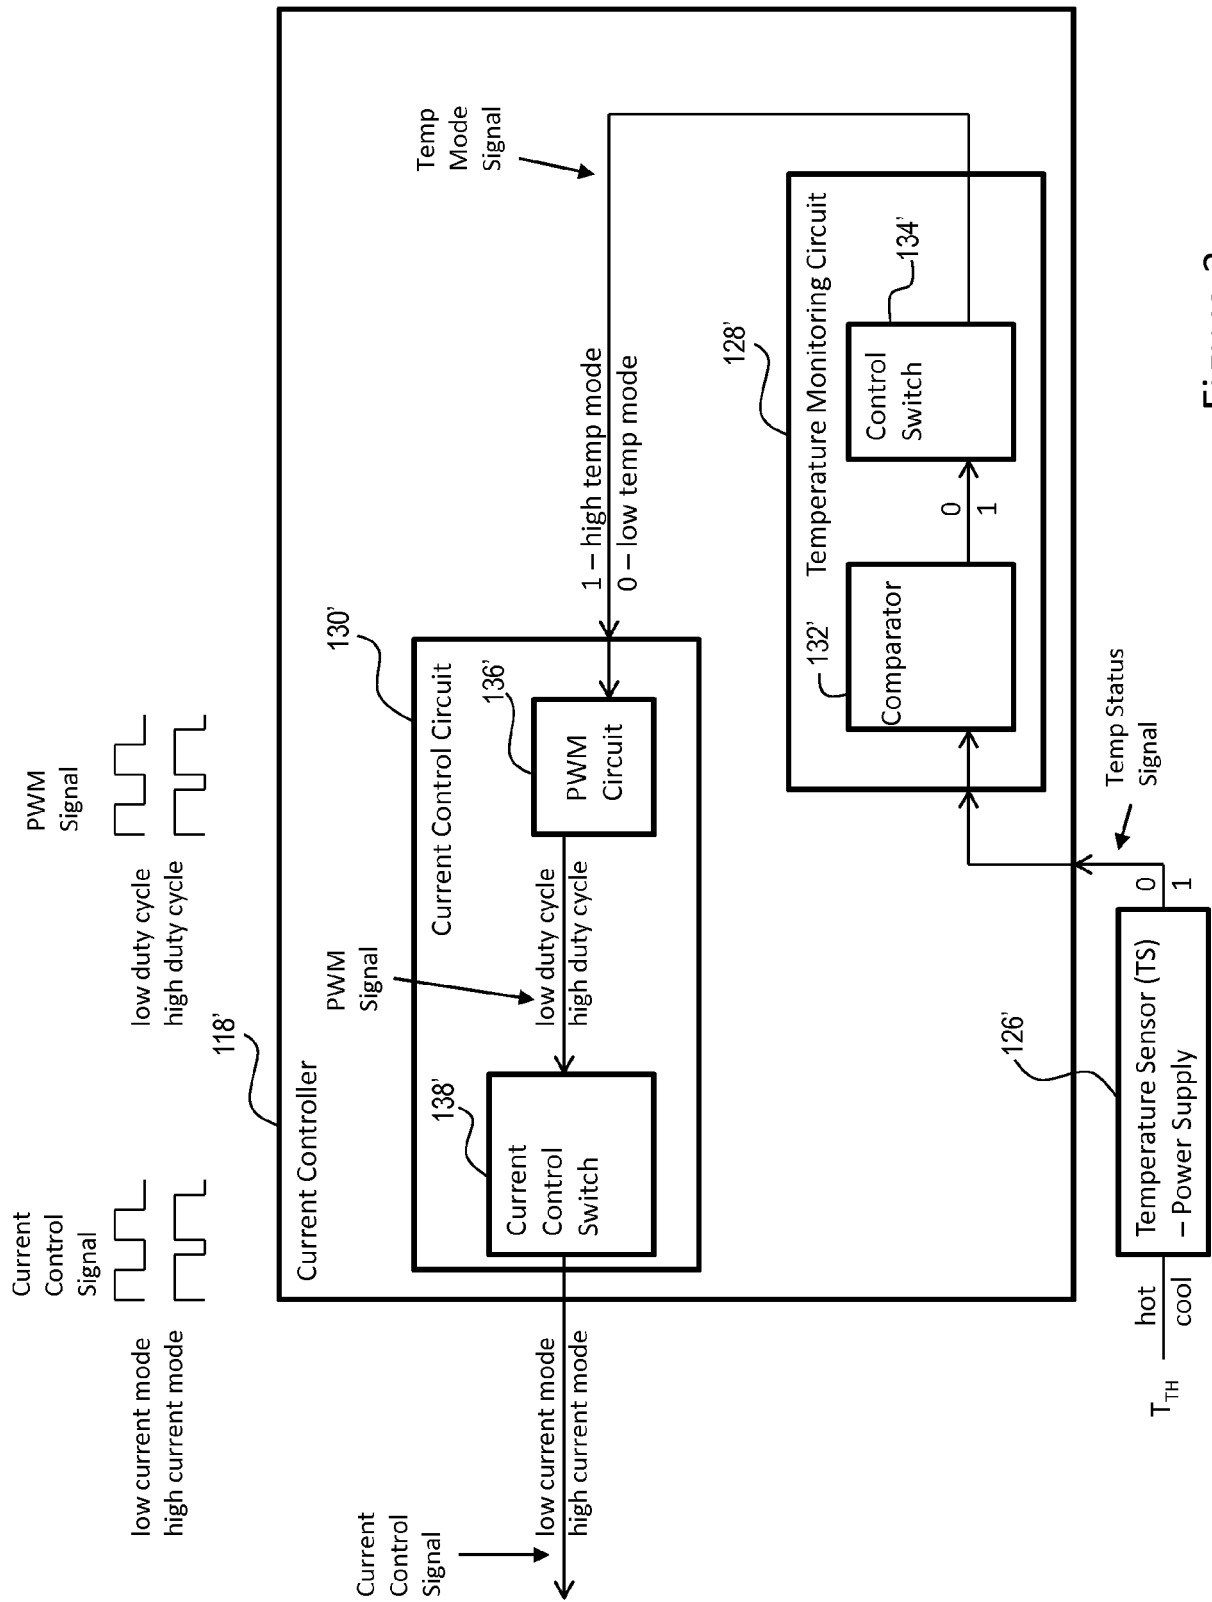 Current
Control
Signal
low current mode
high current mode
PWM
Signal
low duty cycle
high duty cycle
118'
Current Controller
130'
Current Control Circuit
Current
Control
Signal
low current mode
high current mode
138'
Current
Control
Switch
PWM
Signal
low duty cycle
high duty cycle
136'
PWM
Circuit
1 – high temp mode
0 – low temp mode
Temp
Mode
Signal
128'
Temperature Monitoring Circuit
132'
Comparator
0
1
134'
Control
Switch
T_TH
hot
cool
126'
Temperature Sensor (TS)
– Power Supply
0
1
Temp Status
Signal